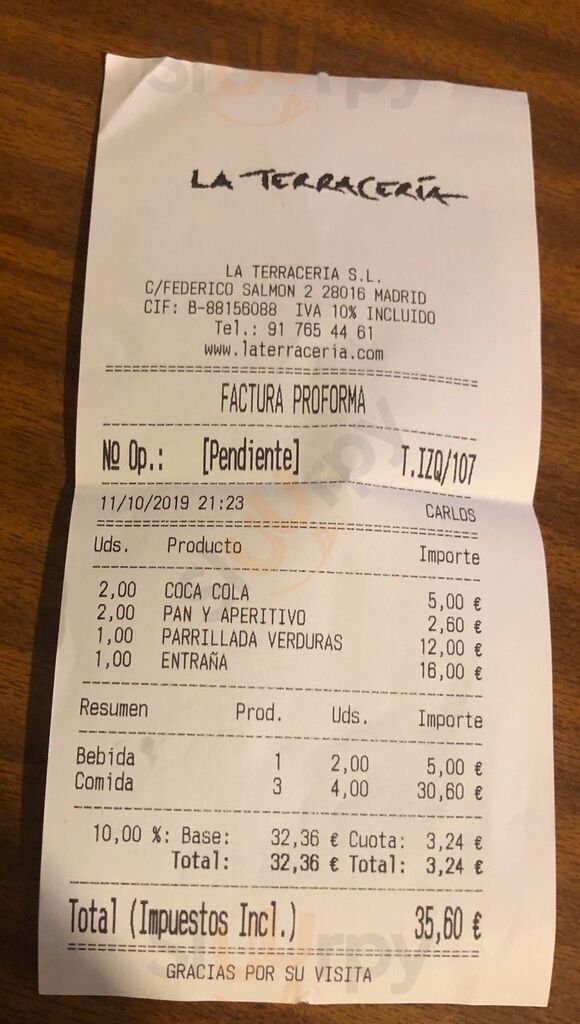 LA TERRACERÍA
LA TERRACERIA S.L.
C/FEDERICO SALMON 2 28016 MADRID
CIF: B-88156088 IVA 10% INCLUIDO
Tel.: 91 765 44 61
www.laterraceria.com
FACTURA PROFORMA
Nº Op.: [Pendiente] T.IZQ/107
11/10/2019 21:23 CARLOS
Uds. Producto Importe
2,00 COCA COLA 5,00 €
2,00 PAN Y APERITIVO 2,60 €
1,00 PARRILLADA VERDURAS 12,00 €
1,00 ENTRAÑA 16,00 €
Resumen Prod. Uds. Importe
Bebida 1 2,00 5,00 €
Comida 3 4,00 30,60 €
10,00 %: Base: 32,36 € Cuota: 3,24 €
Total: 32,36 € Total: 3,24 €
Total (Impuestos Incl.) 35,60 €
GRACIAS POR SU VISITA
sluurpy
sluurpy
sluurpy